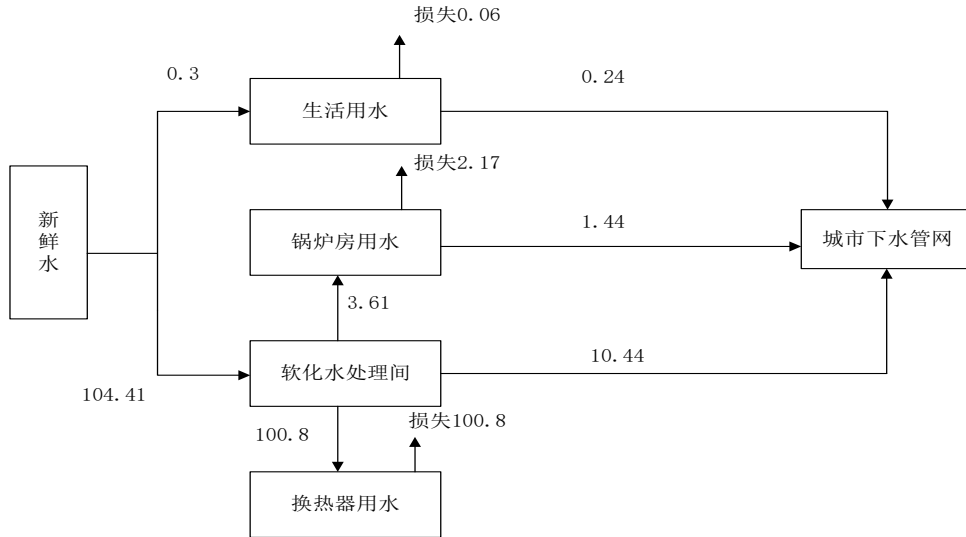 损失0.06
0.3
0.24
生活用水
损失2.17
新鲜水
锅炉房用水
1.44
城市下水管网
3.61
软化水处理间
10.44
104.41
损失100.8
100.8
换热器用水